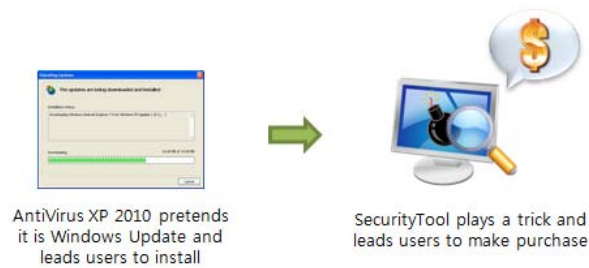 The updates are being downloaded and installed
$
AntiVirus XP 2010 pretends
it is Windows Update and
leads users to install
SecurityTool plays a trick and
leads users to make purchase